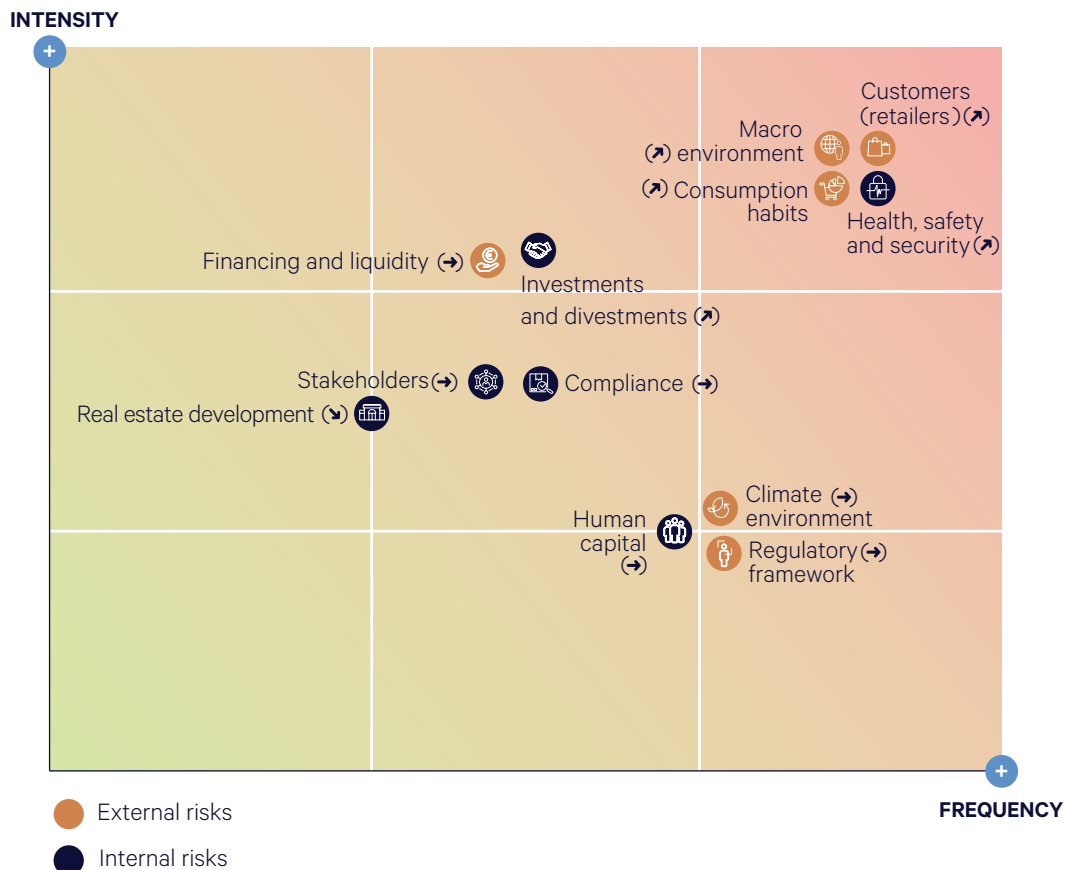 INTENSITY
+
Customers
(retailers)(↗)
Macro
(↗) environment
(↗) Consumption
habits
Health, safety
and security(↗)
Financing and liquidity (→)
Investments
and divestments (↗)
Stakeholders(→)
Compliance (→)
Real estate development (↘)
Climate (→)
environment
Human
capital
(→)
Regulatory(→)
framework
+
FREQUENCY
External risks
Internal risks